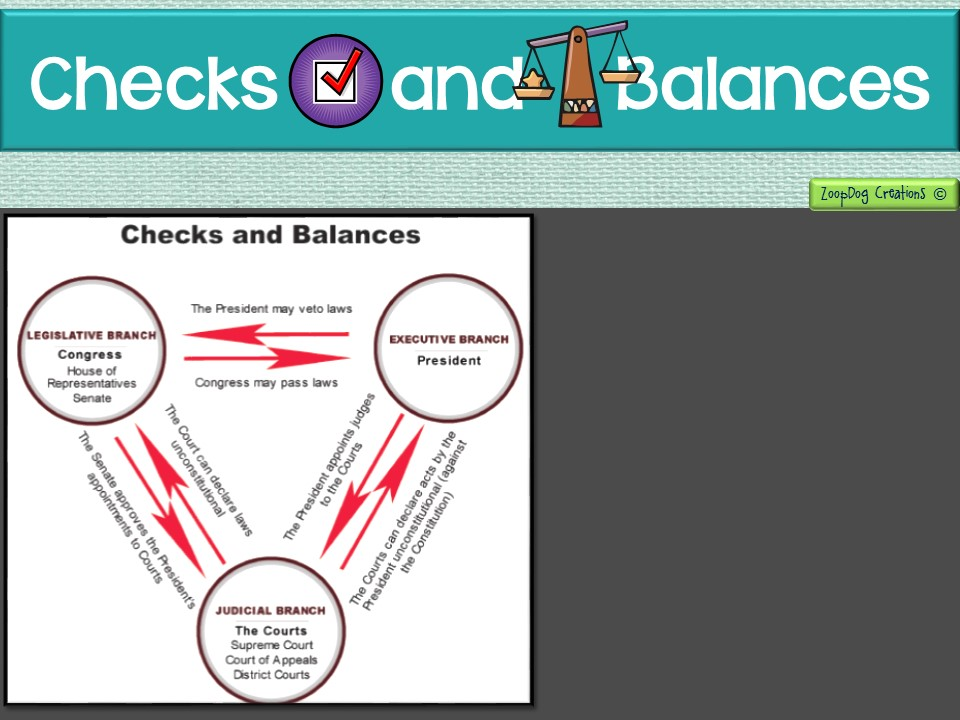 Checks and Balances
ZoopDog Creations ©
Checks and Balances
The President may veto laws
LEGISLATIVE BRANCH
Congress
House of
Representatives
Senate
EXECUTIVE BRANCH
President
Congress may pass laws
The Court can declare laws
unconstitutional
The Senate approves the President's
appointments to Courts
The President appoints judges
to the Courts
The Courts can declare acts by the
President unconstitutional (against
the Constitution)
JUDICIAL BRANCH
The Courts
Supreme Court
Court of Appeals
District Courts